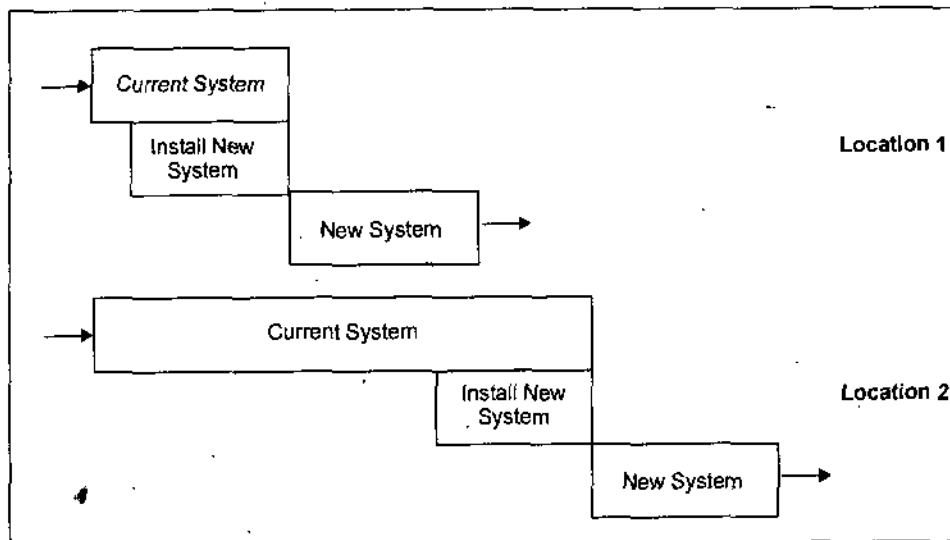 Current System
Install New
System
Location 1
New System
Current System
Install New
System
Location 2
New System